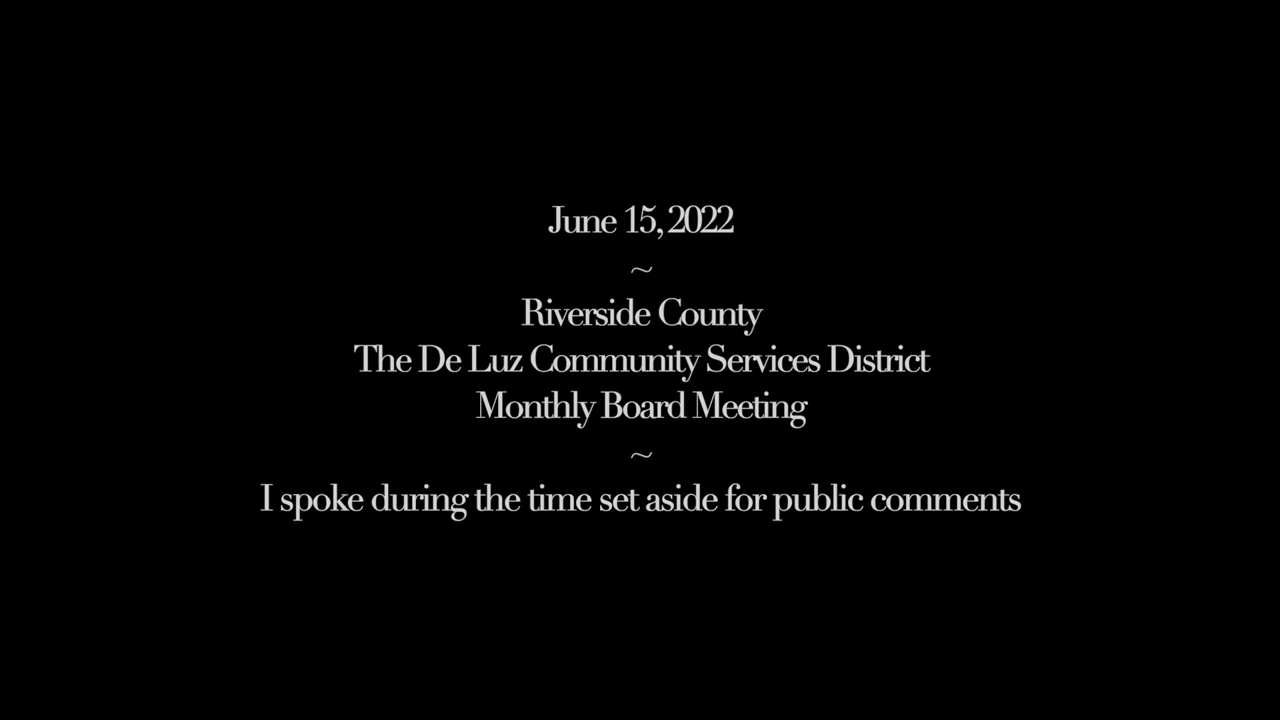 June 15, 2022
~
Riverside County
The De Luz Community Services District
Monthly Board Meeting
~
I spoke during the time set aside for public comments